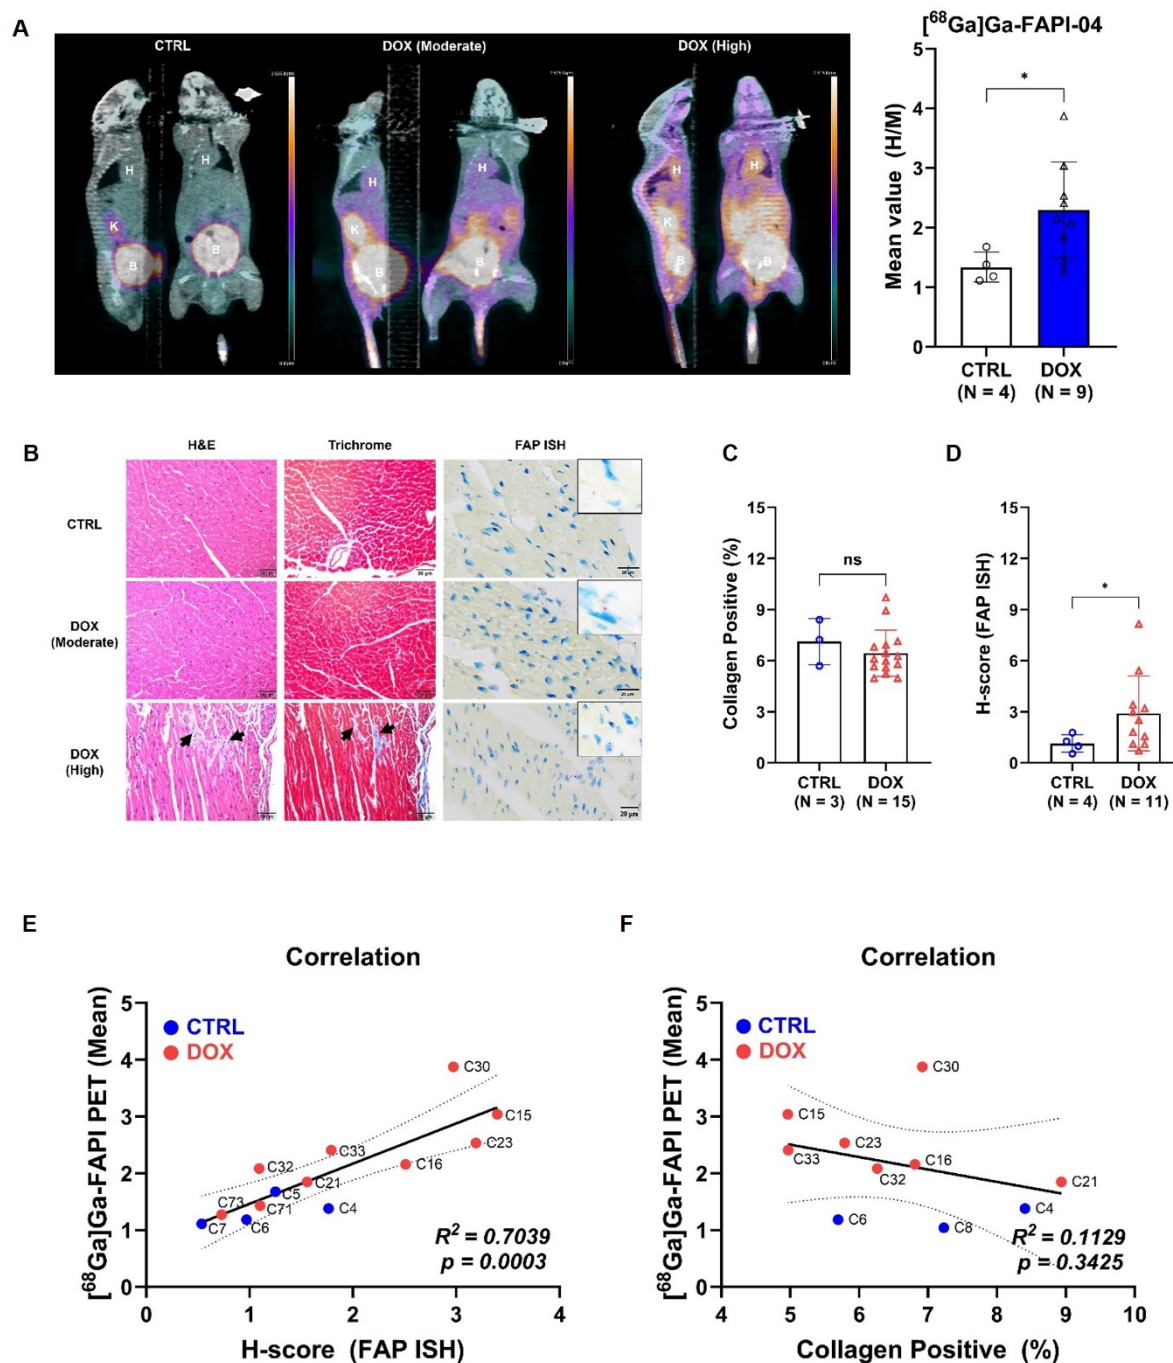 A
CTRL
DOX (Moderate)
DOX (High)
H
H
K
B
B
H
H
K
B
B
H
H
B
B
[⁶⁸Ga]Ga-FAPI-04
Mean value (H/M)
5
4
3
2
1
0
*
CTRL
(N = 4)
DOX
(N = 9)
B
H&E
Trichrome
FAP ISH
CTRL
DOX
(Moderate)
DOX
(High)
20 μm
C
Collagen Positive (%)
15
12
9
6
3
0
ns
CTRL
(N = 3)
DOX
(N = 15)
D
H-score (FAP ISH)
15
12
9
6
3
0
*
CTRL
(N = 4)
DOX
(N = 11)
E
Correlation
[⁶⁸Ga]Ga-FAPI PET (Mean)
5
4
3
2
1
0
CTRL
DOX
C30
C15
C33
C23
C32
C16
C5
C21
C73
C71
C4
C7
C6
R² = 0.7039
p = 0.0003
0 1 2 3 4
H-score (FAP ISH)
F
Correlation
[⁶⁸Ga]Ga-FAPI PET (Mean)
5
4
3
2
1
0
CTRL
DOX
C30
C15
C23
C33
C16
C32
C21
C6
C8
C4
R² = 0.1129
p = 0.3425
4 5 6 7 8 9 10
Collagen Positive (%)